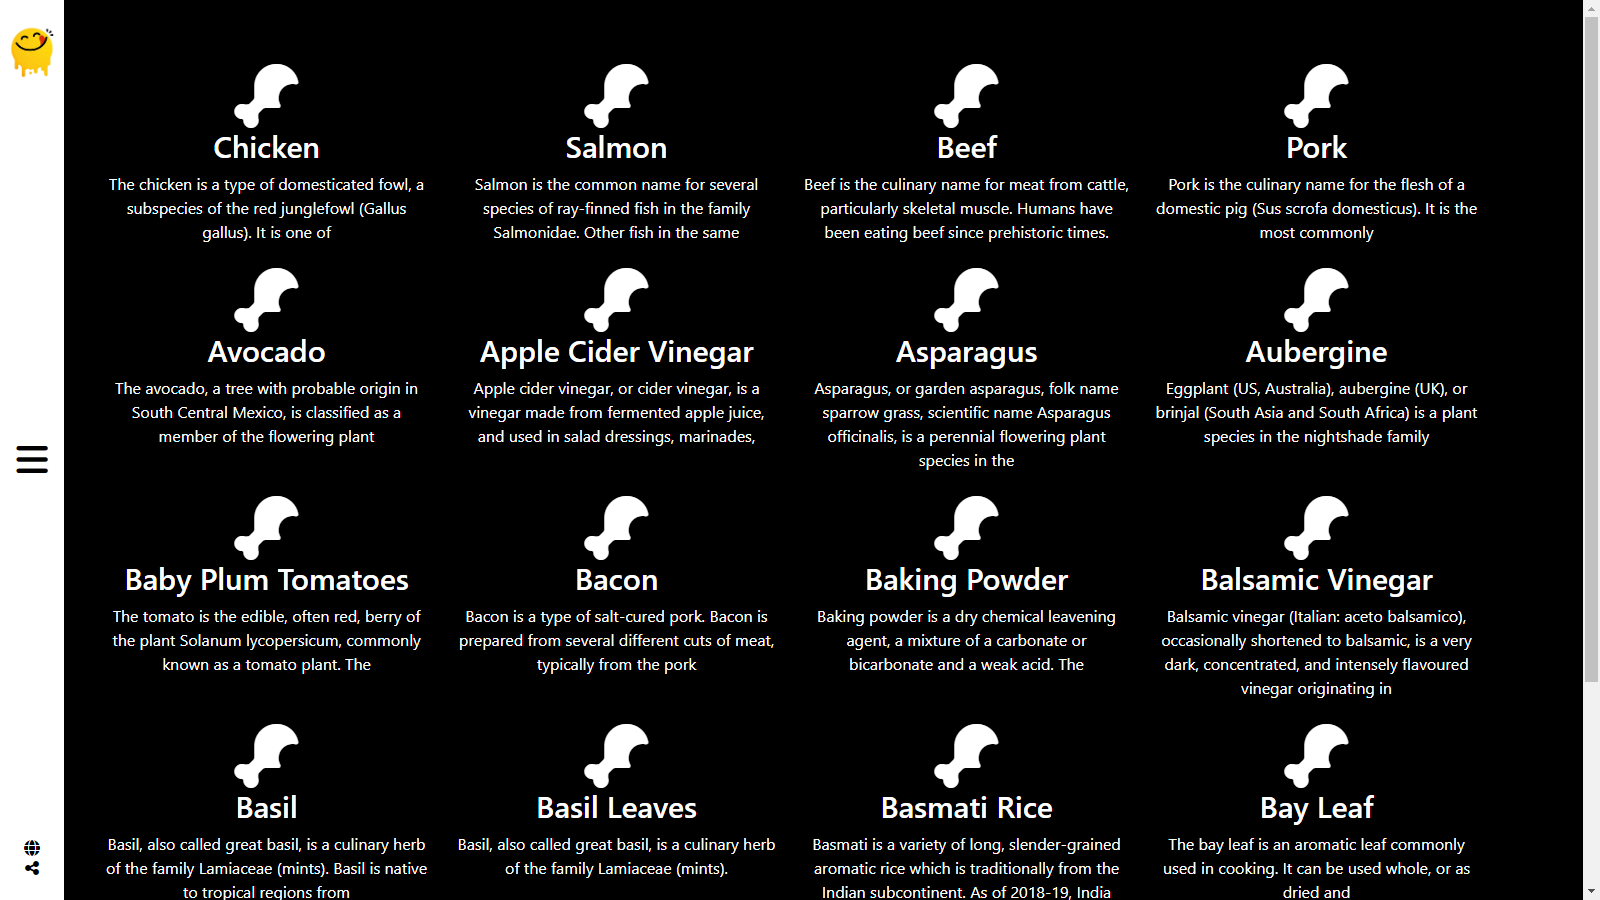 Chicken
The chicken is a type of domesticated fowl, a
subspecies of the red junglefowl (Gallus
gallus). It is one of
Salmon
Salmon is the common name for several
species of ray-finned fish in the family
Salmonidae. Other fish in the same
Beef
Beef is the culinary name for meat from cattle,
particularly skeletal muscle. Humans have
been eating beef since prehistoric times.
Pork
Pork is the culinary name for the flesh of a
domestic pig (Sus scrofa domesticus). It is the
most commonly
Avocado
The avocado, a tree with probable origin in
South Central Mexico, is classified as a
member of the flowering plant
Apple Cider Vinegar
Apple cider vinegar, or cider vinegar, is a
vinegar made from fermented apple juice,
and used in salad dressings, marinades,
Asparagus
Asparagus, or garden asparagus, folk name
sparrow grass, scientific name Asparagus
officinalis, is a perennial flowering plant
species in the
Aubergine
Eggplant (US, Australia), aubergine (UK), or
brinjal (South Asia and South Africa) is a plant
species in the nightshade family
Baby Plum Tomatoes
The tomato is the edible, often red, berry of
the plant Solanum lycopersicum, commonly
known as a tomato plant. The
Bacon
Bacon is a type of salt-cured pork. Bacon is
prepared from several different cuts of meat,
typically from the pork
Baking Powder
Baking powder is a dry chemical leavening
agent, a mixture of a carbonate or
bicarbonate and a weak acid. The
Balsamic Vinegar
Balsamic vinegar (Italian: aceto balsamico),
occasionally shortened to balsamic, is a very
dark, concentrated, and intensely flavoured
vinegar originating in
Basil
Basil, also called great basil, is a culinary herb
of the family Lamiaceae (mints). Basil is native
to tropical regions from
Basil Leaves
Basil, also called great basil, is a culinary herb
of the family Lamiaceae (mints).
Basmati Rice
Basmati is a variety of long, slender-grained
aromatic rice which is traditionally from the
Indian subcontinent. As of 2018-19, India
Bay Leaf
The bay leaf is an aromatic leaf commonly
used in cooking. It can be used whole, or as
dried and